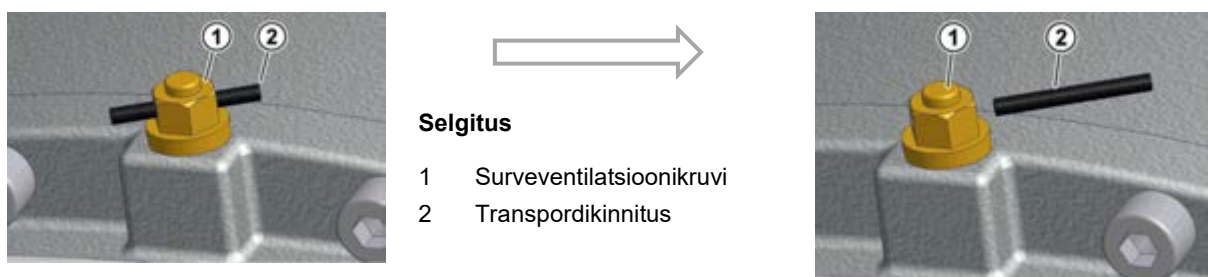 1 2
1 2
Selgitus
1 Surveventilatsioonikruvi
2 Transpordikinnitus